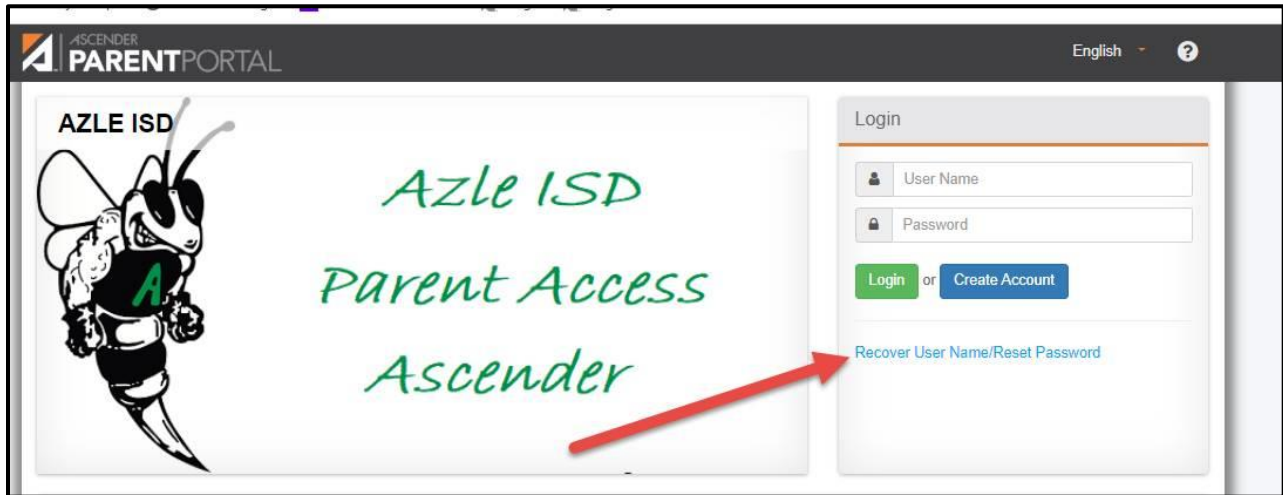 ASCENDER
PARENTPORTAL
English
?
AZLE ISD
Azle ISD
Parent Access
Ascender
A
Login
User Name
Password
Login or Create Account
Recover User Name/Reset Password